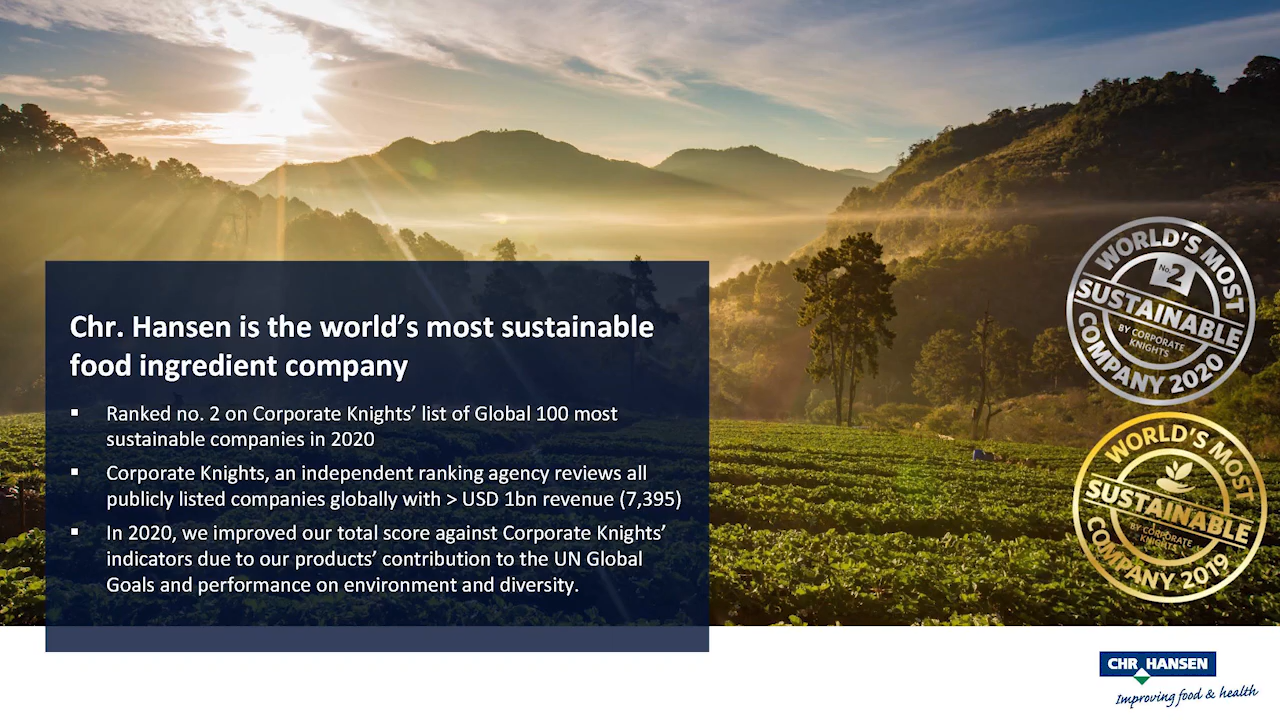 Chr. Hansen is the world’s most sustainable
food ingredient company
▪ Ranked no. 2 on Corporate Knights’ list of Global 100 most
sustainable companies in 2020
▪ Corporate Knights, an independent ranking agency reviews all
publicly listed companies globally with > USD 1bn revenue (7,395)
▪ In 2020, we improved our total score against Corporate Knights’
indicators due to our products’ contribution to the UN Global
Goals and performance on environment and diversity.
WORLD'S MOST
No. 2
SUSTAINABLE
BY CORPORATE
KNIGHTS
COMPANY 2020
WORLD'S MOST
SUSTAINABLE
BY CORPORATE
KNIGHTS
COMPANY 2019
CHR HANSEN
Improving food & health